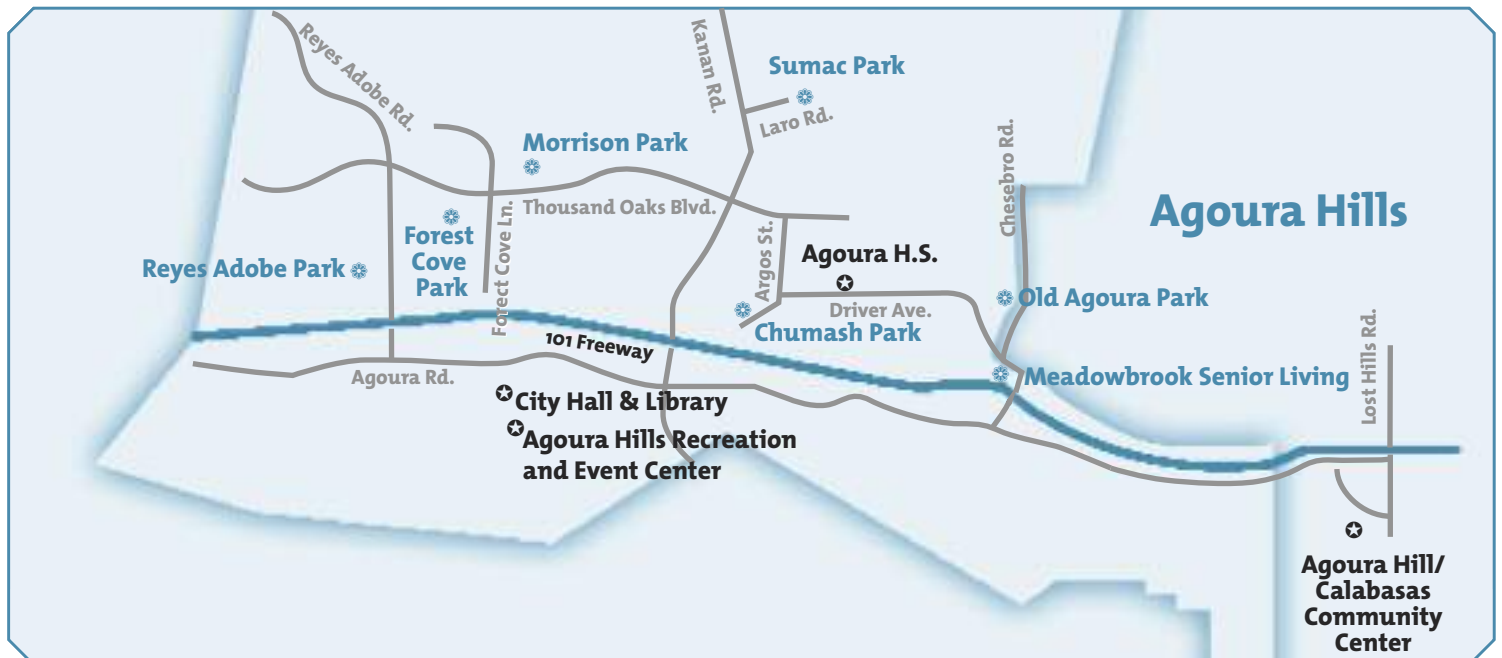 Reyes Adobe Rd.
Kanan Rd.
Sumac Park
Laro Rd.
Morrison Park
Chesebro Rd.
Thousand Oaks Blvd.
Agoura Hills
Forest
Cove
Park
Forect Cove Ln.
Argos St.
Agoura H.S.
Reyes Adobe Park
Old Agoura Park
Driver Ave.
Chumash Park
101 Freeway
Agoura Rd.
Meadowbrook Senior Living
Lost Hills Rd.
City Hall & Library
Agoura Hills Recreation
and Event Center
Agoura Hill/
Calabasas
Community
Center